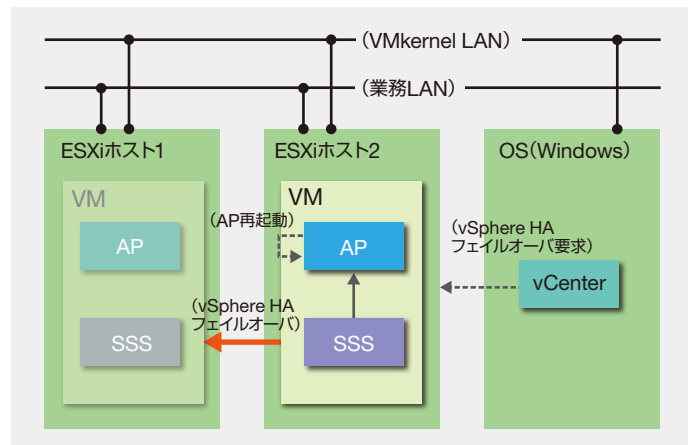 (VMkernel LAN)
(業務LAN)
ESXiホスト1
ESXiホスト2
OS(Windows)
VM
VM
(AP再起動)
(vSphere HA
フェイルオーバ要求)
AP
AP
vCenter
(vSphere HA
フェイルオーバ)
SSS
SSS